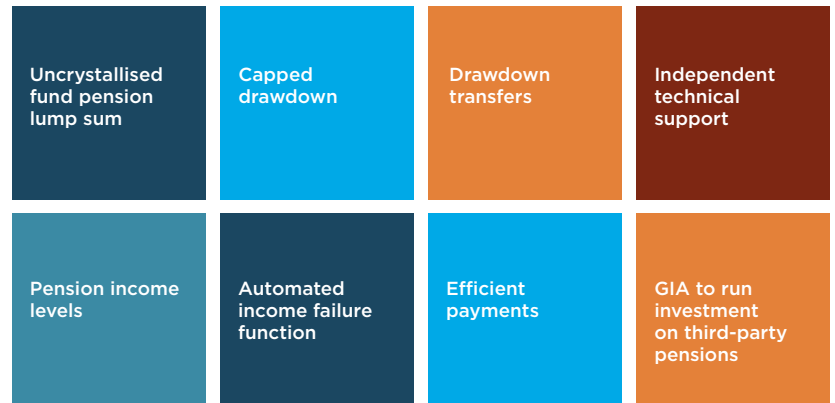 Uncrystallised
fund pension
lump sum
Capped
drawdown
Drawdown
transfers
Independent
technical
support
Pension income
levels
Automated
income failure
function
Efficient
payments
GIA to run
investment
on third-party
pensions